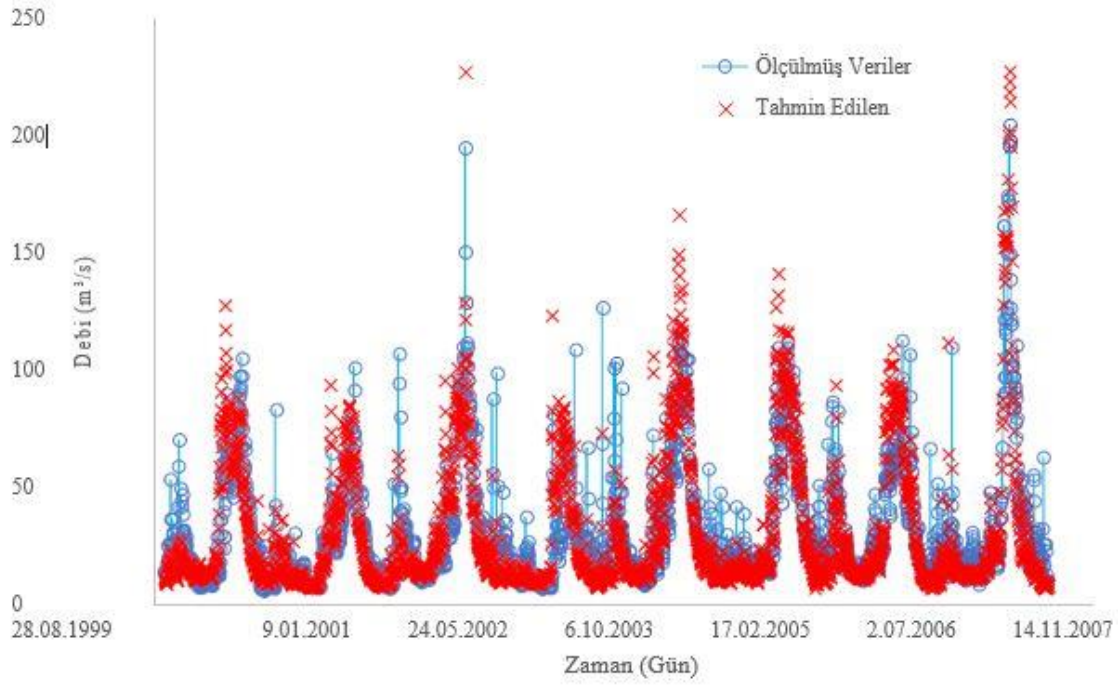 250
200
150
100
50
0
Debi (m³/s)
Ölçülmüş Veriler
Tahmin Edilen
28.08.1999 9.01.2001 24.05.2002 6.10.2003 17.02.2005 2.07.2006 14.11.2007
Zaman (Gün)